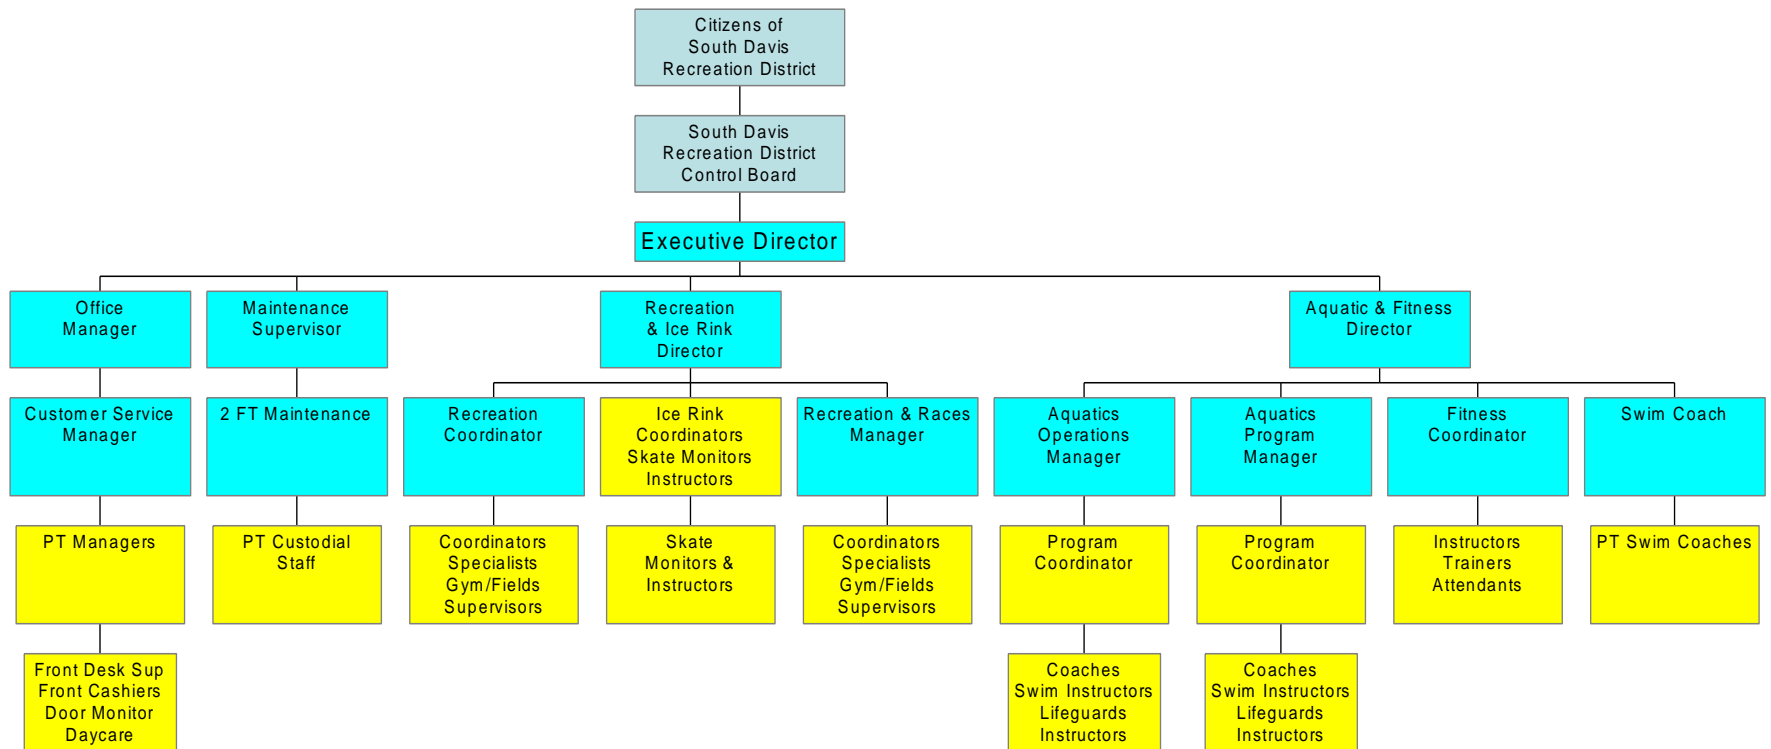 Citizens of
South Davis
Recreation District
South Davis
Recreation District
Control Board
Executive Director
Office
Manager
Maintenance
Supervisor
Recreation
& Ice Rink
Director
Aquatic & Fitness
Director
Customer Service
Manager
2 FT Maintenance
Recreation
Coordinator
Ice Rink
Coordinators
Skate Monitors
Instructors
Recreation & Races
Manager
Aquatics
Operations
Manager
Aquatics
Program
Manager
Fitness
Coordinator
Swim Coach
PT Managers
PT Custodial
Staff
Coordinators
Specialists
Gym/Fields
Supervisors
Skate
Monitors &
Instructors
Coordinators
Specialists
Gym/Fields
Supervisors
Program
Coordinator
Program
Coordinator
Instructors
Trainers
Attendants
PT Swim Coaches
Front Desk Sup
Front Cashiers
Door Monitor
Daycare
Coaches
Swim Instructors
Lifeguards
Instructors
Coaches
Swim Instructors
Lifeguards
Instructors